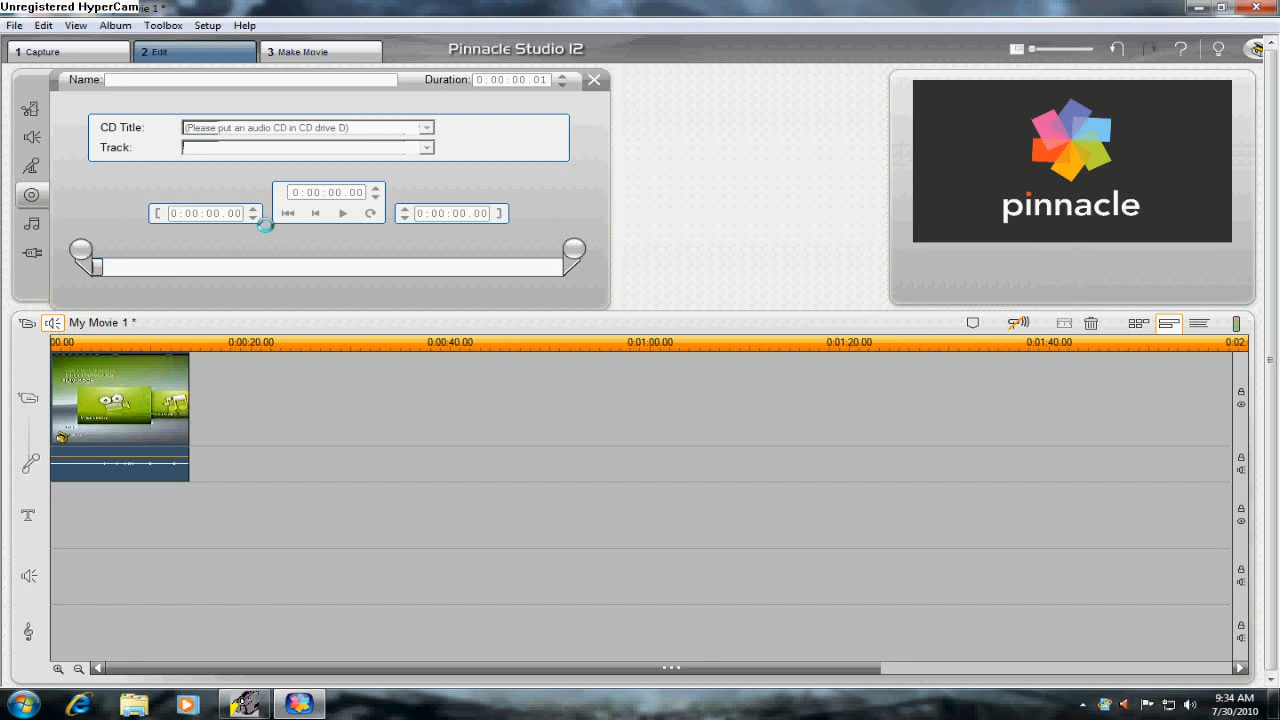 Unregistered HyperCam
ie 1 *
File Edit View Album Toolbox Setup Help
1 Capture 2 Edit 3 Make Movie Pinnacle Studio 12
Name: Duration: 0:00:00.01
CD Title: (Please put an audio CD in CD drive D)
Track:
0:00:00.00
[ 0:00:00.00 0:00:00.00 ]
pinnacle
My Movie 1 *
00.00 0:00:20.00 0:00:40.00 0:01:00.00 0:01:20.00 0:01:40.00 0:02:
T
9:34 AM
7/30/2010